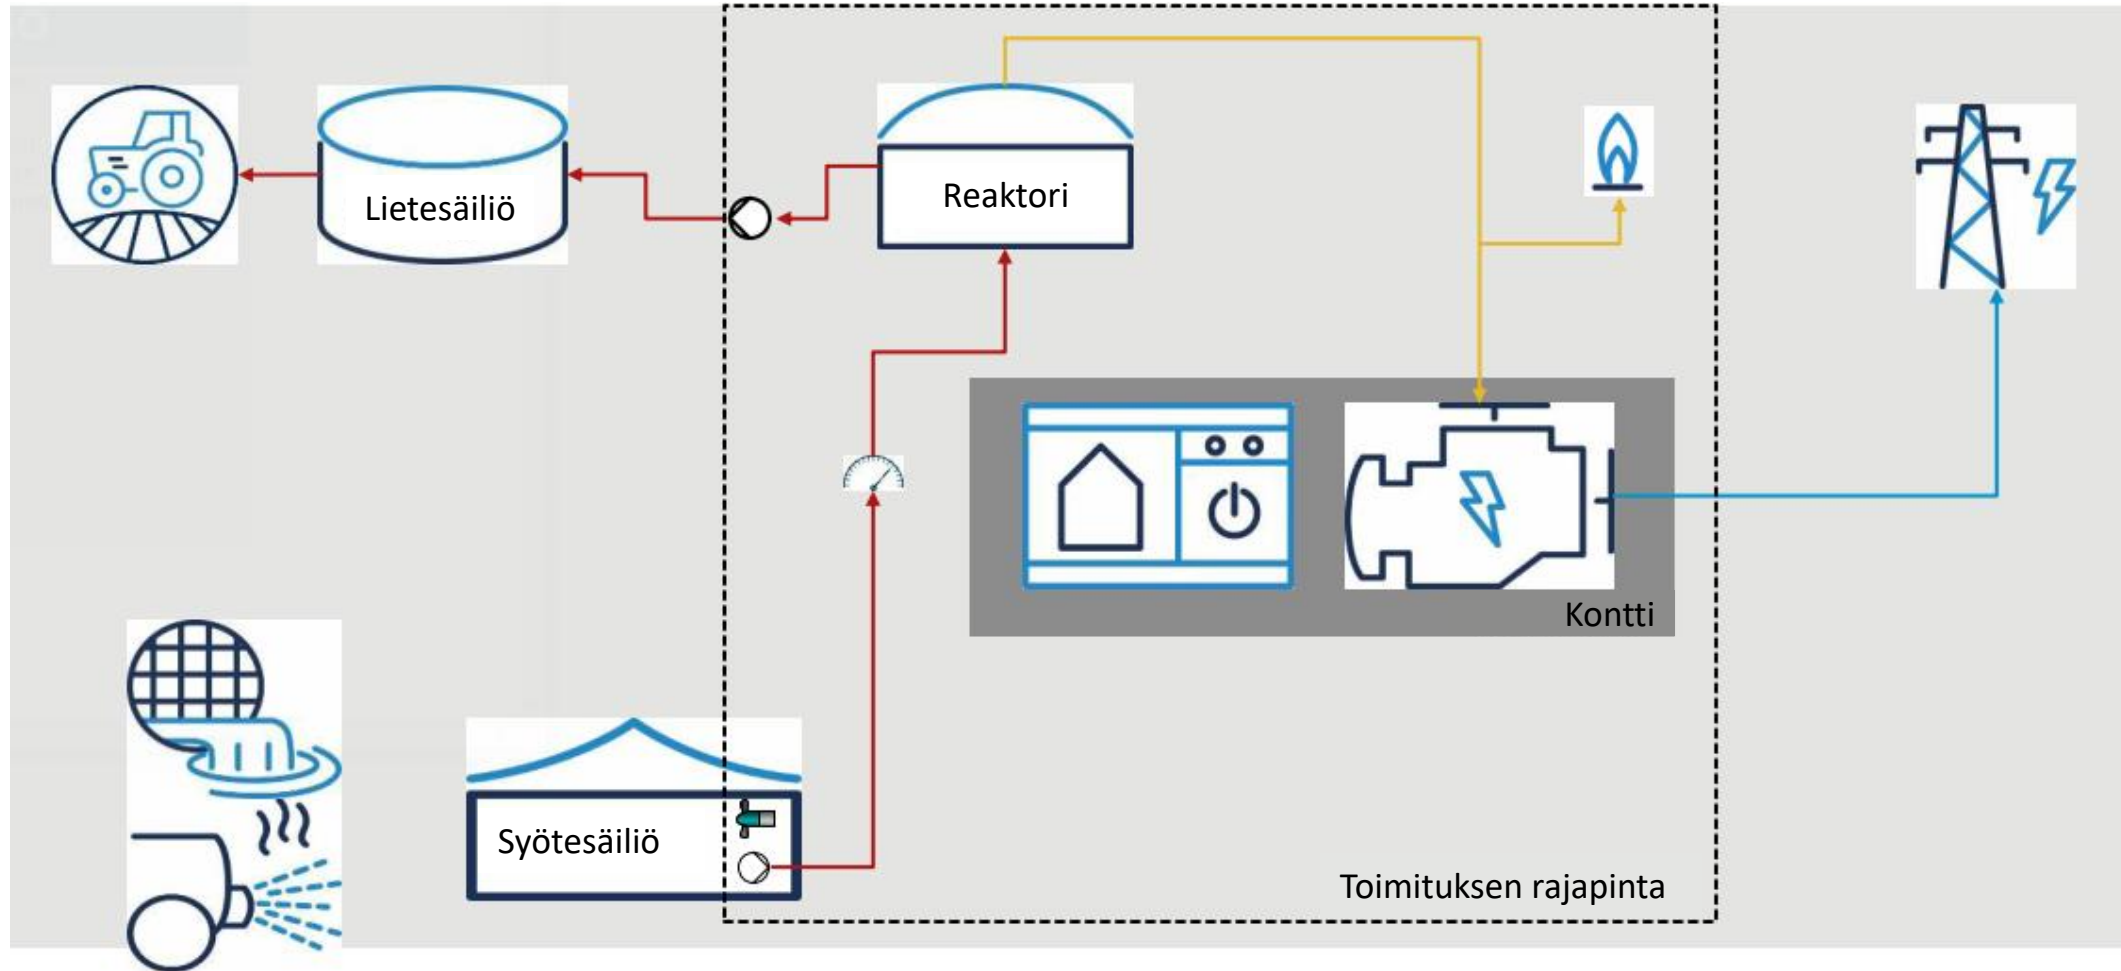 Lietesäiliö
Reaktori
Kontti
Syötesäiliö
Toimituksen rajapinta